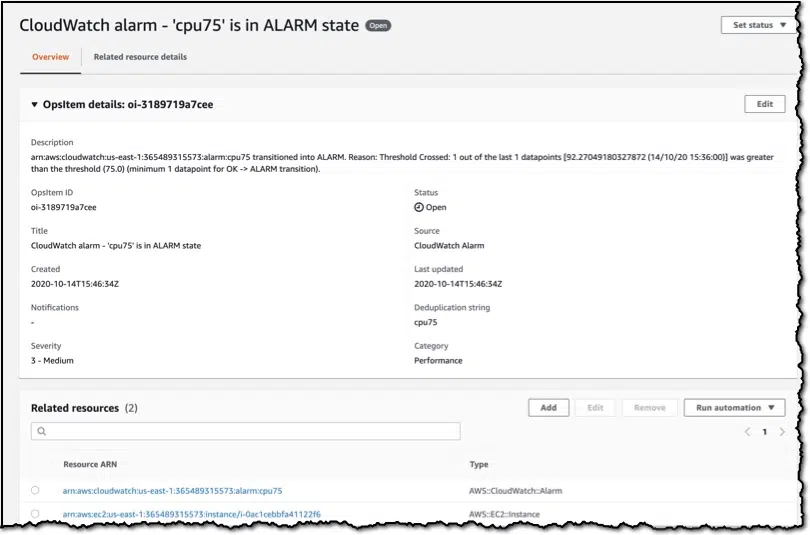 CloudWatch alarm - 'cpu75' is in ALARM state Open
Set status
Overview
Related resource details
OpsItem details: oi-3189719a7cee
Edit
Description
arn:aws:cloudwatch:us-east-1:365489315573:alarm:cpu75 transitioned into ALARM. Reason: Threshold Crossed: 1 out of the last 1 datapoints [92.27049180327872 (14/10/20 15:36:00)] was greater
than the threshold (75.0) (minimum 1 datapoint for OK -> ALARM transition).
OpsItem ID
oi-3189719a7cee
Status
Open
Title
CloudWatch alarm - 'cpu75' is in ALARM state
Source
CloudWatch Alarm
Created
2020-10-14T15:46:34Z
Last updated
2020-10-14T15:46:34Z
Notifications
-
Deduplication string
cpu75
Severity
3 - Medium
Category
Performance
Related resources (2)
Add
Edit
Remove
Run automation
1
Resource ARN
Type
arn:aws:cloudwatch:us-east-1:365489315573:alarm:cpu75
AWS::CloudWatch::Alarm
arn:aws:ec2:us-east-1:365489315573:instance/i-0ac1cebbfa41122f6
AWS::EC2::Instance